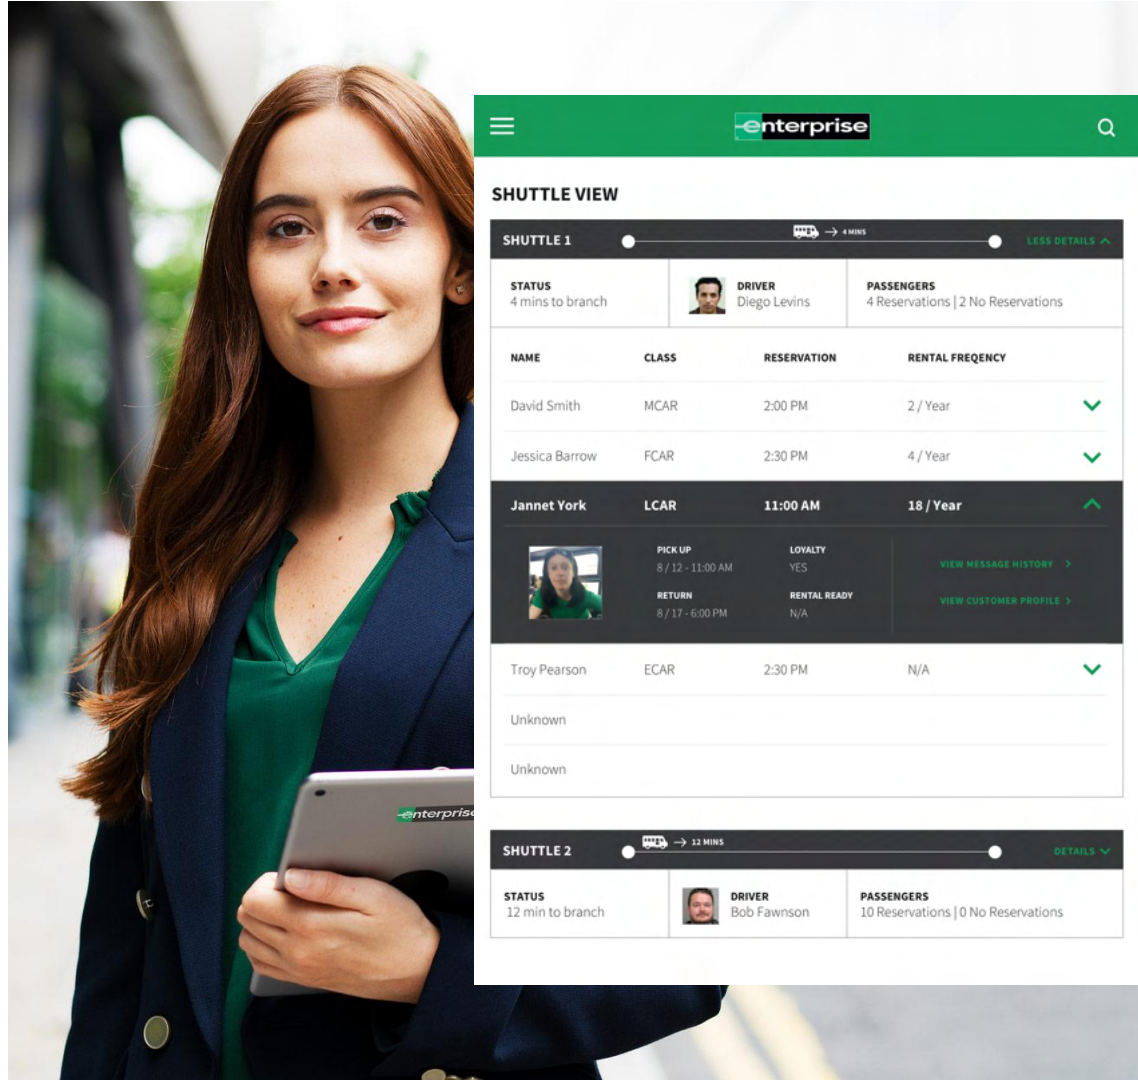 enterprise
SHUTTLE VIEW
SHUTTLE 1
4 MINS
LESS DETAILS
STATUS
4 mins to branch
DRIVER
Diego Levins
PASSENGERS
4 Reservations | 2 No Reservations
NAME CLASS RESERVATION RENTAL FREQENCY
David Smith MCAR 2:00 PM 2 / Year
Jessica Barrow FCAR 2:30 PM 4 / Year
Jannet York LCAR 11:00 AM 18 / Year
PICK UP
8 / 12 - 11:00 AM
LOYALTY
YES
VIEW MESSAGE HISTORY >
RETURN
8 / 17 - 6:00 PM
RENTAL READY
N/A
VIEW CUSTOMER PROFILE >
Troy Pearson ECAR 2:30 PM N/A
Unknown
Unknown
enterprise
SHUTTLE 2
12 MINS
DETAILS
STATUS
12 min to branch
DRIVER
Bob Fawnson
PASSENGERS
10 Reservations | 0 No Reservations